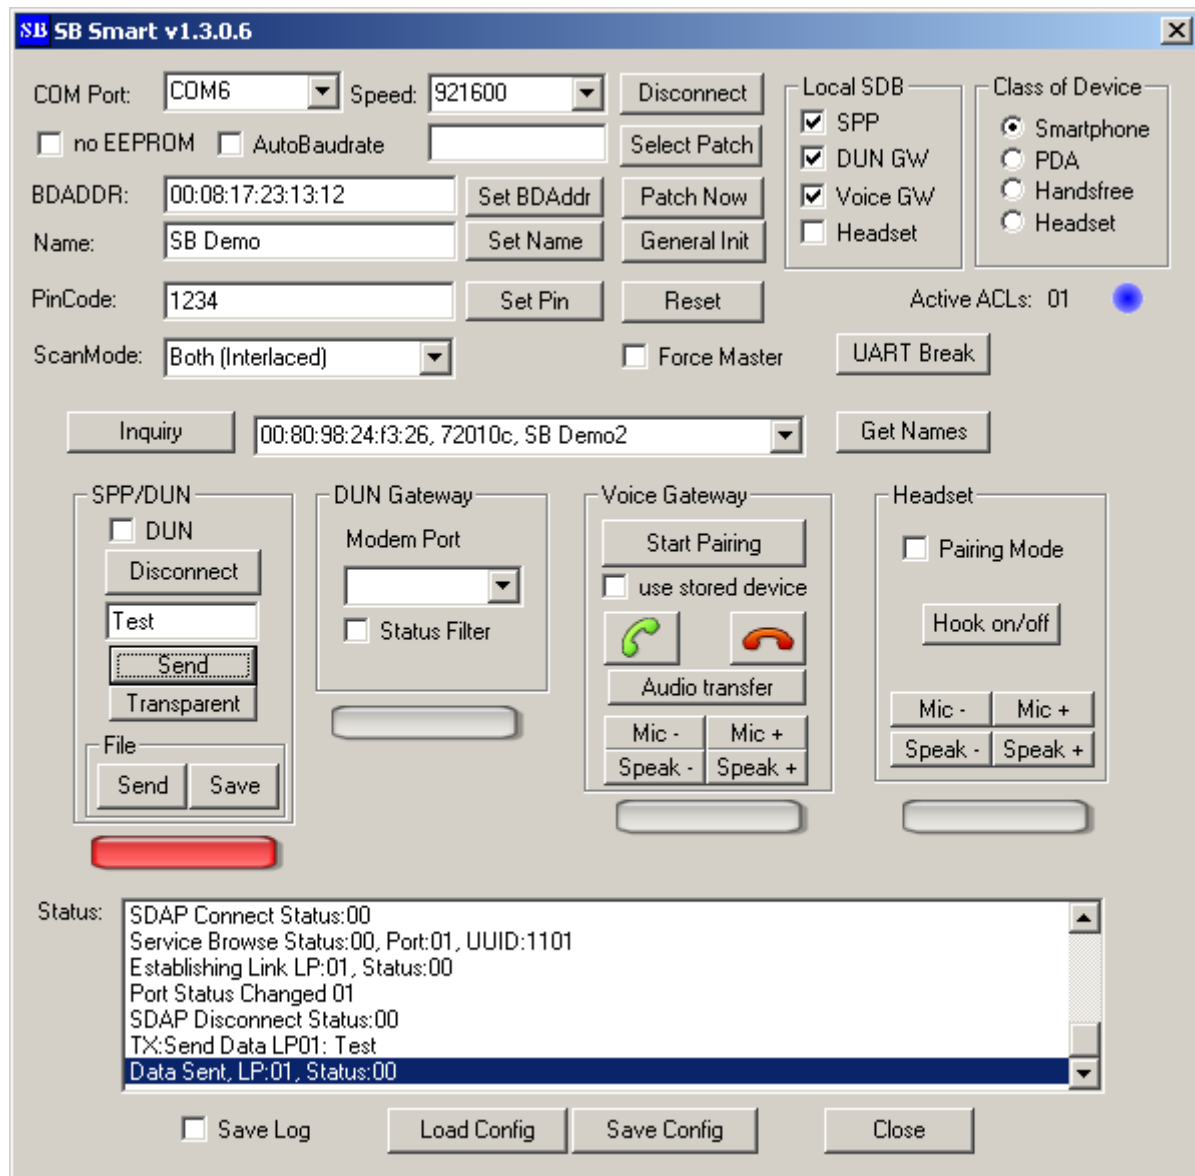 SB SB Smart v1.3.0.6
COM Port: COM6 Speed: 921600 Disconnect
no EEPROM AutoBaudrate Select Patch
BDADDR: 00:08:17:23:13:12 Set BDAddr Patch Now
Name: SB Demo Set Name General Init
Local SDB
SPP
DUN GW
Voice GW
Headset
Class of Device
Smartphone
PDA
Handsfree
Headset
PinCode: 1234 Set Pin Reset Active ACLs: 01
ScanMode: Both (Interlaced) Force Master UART Break
Inquiry 00:80:98:24:f3:26, 72010c, SB Demo2 Get Names
SPP/DUN
DUN
Disconnect
Test
Send
Transparent
File
Send Save
DUN Gateway
Modem Port
Status Filter
Voice Gateway
Start Pairing
use stored device
Audio transfer
Mic - Mic +
Speak - Speak +
Headset
Pairing Mode
Hook on/off
Mic - Mic +
Speak - Speak +
Status:
SDAP Connect Status:00
Service Browse Status:00, Port:01, UUID:1101
Establishing Link LP:01, Status:00
Port Status Changed 01
SDAP Disconnect Status:00
TX:Send Data LP01: Test
Data Sent, LP:01, Status:00
Save Log Load Config Save Config Close